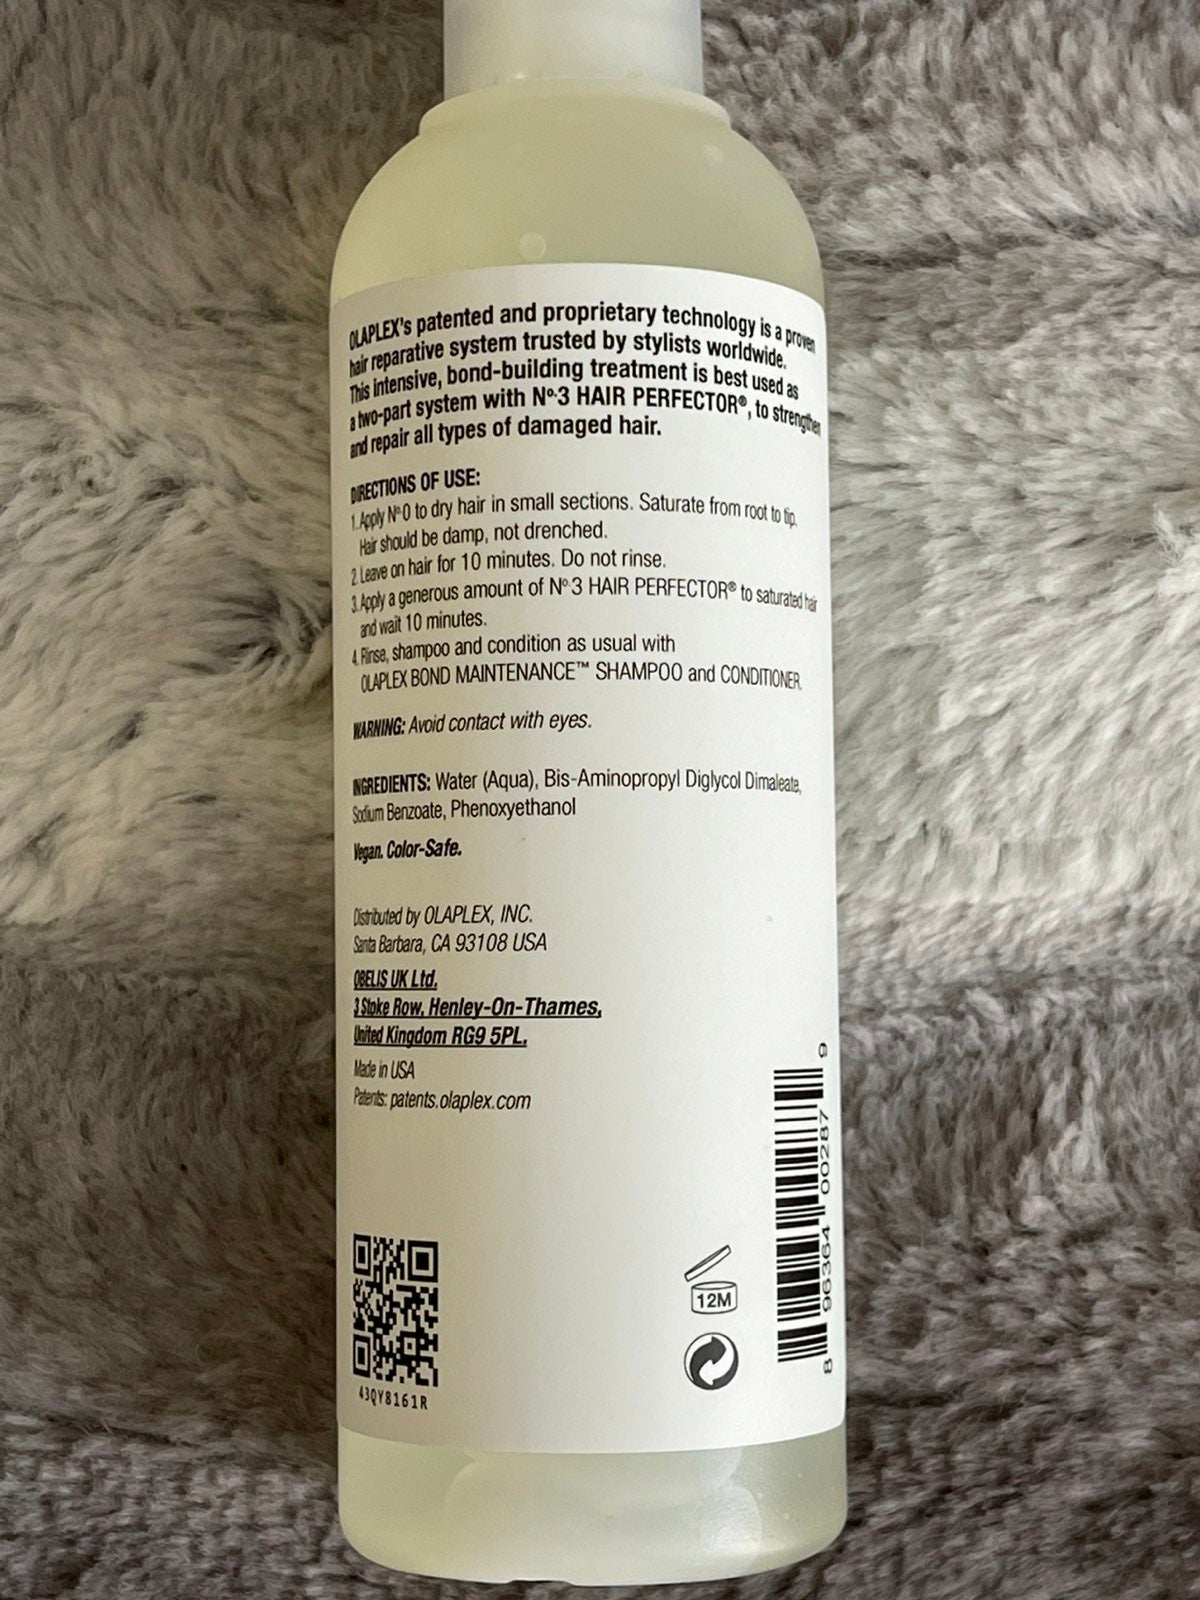 OLAPLEX's patented and proprietary technology is a proven
hair reparative system trusted by stylists worldwide.
This intensive, bond-building treatment is best used as
a two-part system with Nº.3 HAIR PERFECTOR®, to strengthen
and repair all types of damaged hair.
DIRECTIONS OF USE:
1. Apply Nº.0 to dry hair in small sections. Saturate from root to tip.
Hair should be damp, not drenched.
2. Leave on hair for 10 minutes. Do not rinse.
3. Apply a generous amount of Nº.3 HAIR PERFECTOR® to saturated hair
and wait 10 minutes.
4. Rinse, shampoo and condition as usual with
OLAPLEX BOND MAINTENANCE™ SHAMPOO and CONDITIONER.
WARNING: Avoid contact with eyes.
INGREDIENTS: Water (Aqua), Bis-Aminopropyl Diglycol Dimaleate,
Sodium Benzoate, Phenoxyethanol
Vegan. Color-Safe.
Distributed by OLAPLEX, INC.
Santa Barbara, CA 93108 USA
OBELIS UK Ltd.
3 Stoke Row, Henley-On-Thames,
United Kingdom RG9 5PL.
Made in USA
Patents: patents.olaplex.com
43QY8161R
12M
8 96364 00287 9